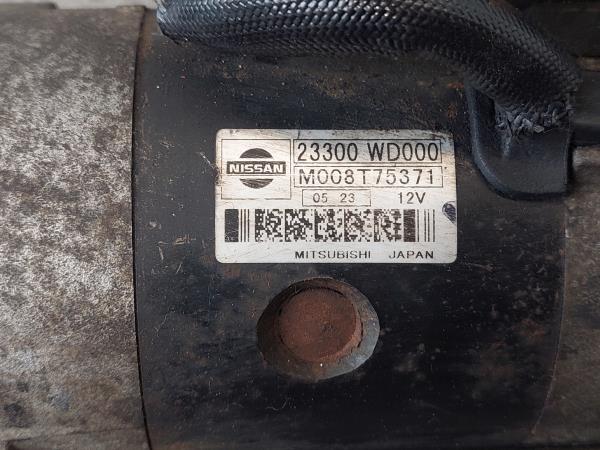 NISSAN
23300 WD000
M008T75371
05 23 12V
MITSUBISHI JAPAN